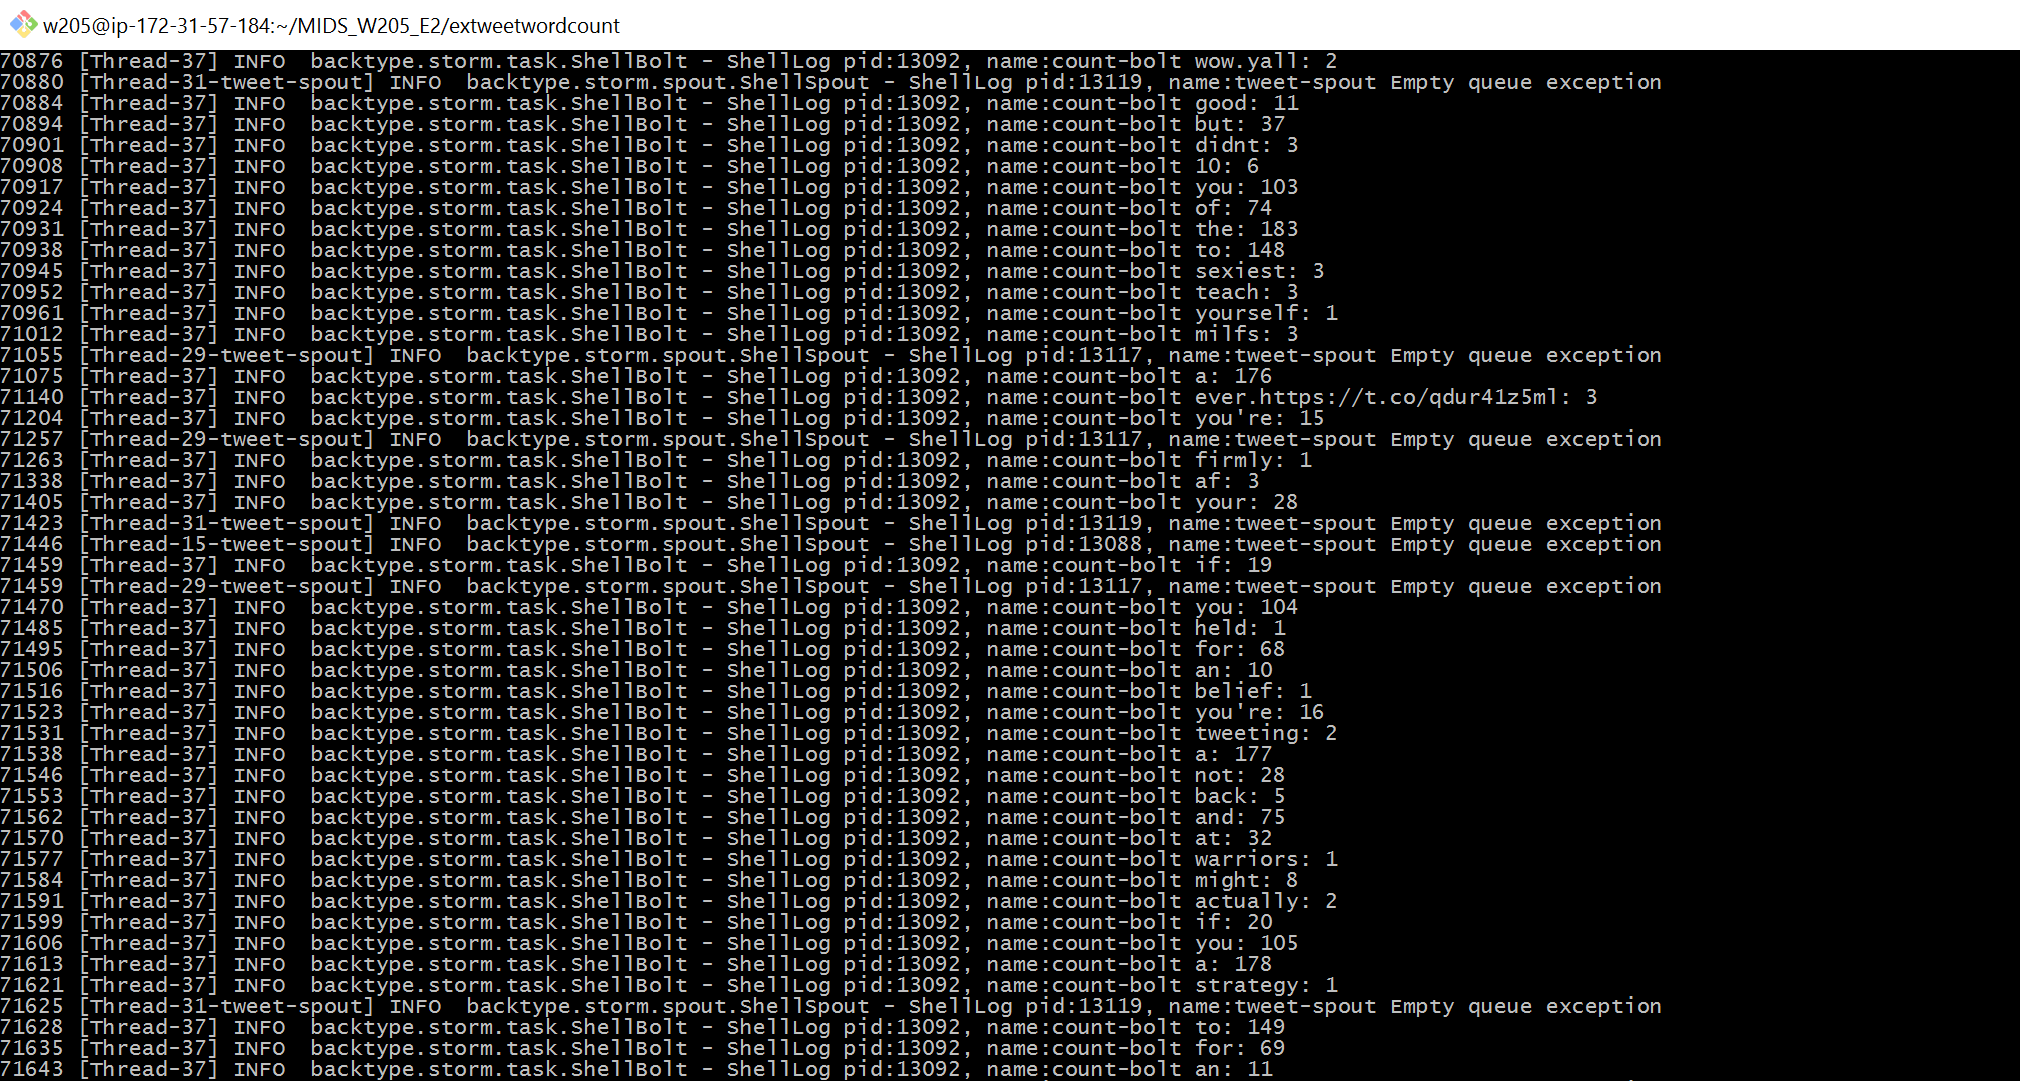 w205@ip-172-31-57-184:~/MIDS_W205_E2/extweetwordcount
70876 [Thread-37] INFO  backtype.storm.task.ShellBolt - ShellLog pid:13092, name:count-bolt wow.yall: 2
70880 [Thread-31-tweet-spout] INFO  backtype.storm.spout.ShellSpout - ShellLog pid:13119, name:tweet-spout Empty queue exception
70884 [Thread-37] INFO  backtype.storm.task.ShellBolt - ShellLog pid:13092, name:count-bolt good: 11
70894 [Thread-37] INFO  backtype.storm.task.ShellBolt - ShellLog pid:13092, name:count-bolt but: 37
70901 [Thread-37] INFO  backtype.storm.task.ShellBolt - ShellLog pid:13092, name:count-bolt didnt: 3
70908 [Thread-37] INFO  backtype.storm.task.ShellBolt - ShellLog pid:13092, name:count-bolt 10: 6
70917 [Thread-37] INFO  backtype.storm.task.ShellBolt - ShellLog pid:13092, name:count-bolt you: 103
70924 [Thread-37] INFO  backtype.storm.task.ShellBolt - ShellLog pid:13092, name:count-bolt of: 74
70931 [Thread-37] INFO  backtype.storm.task.ShellBolt - ShellLog pid:13092, name:count-bolt the: 183
70938 [Thread-37] INFO  backtype.storm.task.ShellBolt - ShellLog pid:13092, name:count-bolt to: 148
70945 [Thread-37] INFO  backtype.storm.task.ShellBolt - ShellLog pid:13092, name:count-bolt sexiest: 3
70952 [Thread-37] INFO  backtype.storm.task.ShellBolt - ShellLog pid:13092, name:count-bolt teach: 3
70961 [Thread-37] INFO  backtype.storm.task.ShellBolt - ShellLog pid:13092, name:count-bolt yourself: 1
71012 [Thread-37] INFO  backtype.storm.task.ShellBolt - ShellLog pid:13092, name:count-bolt milfs: 3
71055 [Thread-29-tweet-spout] INFO  backtype.storm.spout.ShellSpout - ShellLog pid:13117, name:tweet-spout Empty queue exception
71075 [Thread-37] INFO  backtype.storm.task.ShellBolt - ShellLog pid:13092, name:count-bolt a: 176
71140 [Thread-37] INFO  backtype.storm.task.ShellBolt - ShellLog pid:13092, name:count-bolt ever.https://t.co/qdur41z5ml: 3
71204 [Thread-37] INFO  backtype.storm.task.ShellBolt - ShellLog pid:13092, name:count-bolt you're: 15
71257 [Thread-29-tweet-spout] INFO  backtype.storm.spout.ShellSpout - ShellLog pid:13117, name:tweet-spout Empty queue exception
71263 [Thread-37] INFO  backtype.storm.task.ShellBolt - ShellLog pid:13092, name:count-bolt firmly: 1
71338 [Thread-37] INFO  backtype.storm.task.ShellBolt - ShellLog pid:13092, name:count-bolt af: 3
71405 [Thread-37] INFO  backtype.storm.task.ShellBolt - ShellLog pid:13092, name:count-bolt your: 28
71423 [Thread-31-tweet-spout] INFO  backtype.storm.spout.ShellSpout - ShellLog pid:13119, name:tweet-spout Empty queue exception
71446 [Thread-15-tweet-spout] INFO  backtype.storm.spout.ShellSpout - ShellLog pid:13088, name:tweet-spout Empty queue exception
71459 [Thread-37] INFO  backtype.storm.task.ShellBolt - ShellLog pid:13092, name:count-bolt if: 19
71459 [Thread-29-tweet-spout] INFO  backtype.storm.spout.ShellSpout - ShellLog pid:13117, name:tweet-spout Empty queue exception
71470 [Thread-37] INFO  backtype.storm.task.ShellBolt - ShellLog pid:13092, name:count-bolt you: 104
71485 [Thread-37] INFO  backtype.storm.task.ShellBolt - ShellLog pid:13092, name:count-bolt held: 1
71495 [Thread-37] INFO  backtype.storm.task.ShellBolt - ShellLog pid:13092, name:count-bolt for: 68
71506 [Thread-37] INFO  backtype.storm.task.ShellBolt - ShellLog pid:13092, name:count-bolt an: 10
71516 [Thread-37] INFO  backtype.storm.task.ShellBolt - ShellLog pid:13092, name:count-bolt belief: 1
71523 [Thread-37] INFO  backtype.storm.task.ShellBolt - ShellLog pid:13092, name:count-bolt you're: 16
71531 [Thread-37] INFO  backtype.storm.task.ShellBolt - ShellLog pid:13092, name:count-bolt tweeting: 2
71538 [Thread-37] INFO  backtype.storm.task.ShellBolt - ShellLog pid:13092, name:count-bolt a: 177
71546 [Thread-37] INFO  backtype.storm.task.ShellBolt - ShellLog pid:13092, name:count-bolt not: 28
71553 [Thread-37] INFO  backtype.storm.task.ShellBolt - ShellLog pid:13092, name:count-bolt back: 5
71562 [Thread-37] INFO  backtype.storm.task.ShellBolt - ShellLog pid:13092, name:count-bolt and: 75
71570 [Thread-37] INFO  backtype.storm.task.ShellBolt - ShellLog pid:13092, name:count-bolt at: 32
71577 [Thread-37] INFO  backtype.storm.task.ShellBolt - ShellLog pid:13092, name:count-bolt warriors: 1
71584 [Thread-37] INFO  backtype.storm.task.ShellBolt - ShellLog pid:13092, name:count-bolt might: 8
71591 [Thread-37] INFO  backtype.storm.task.ShellBolt - ShellLog pid:13092, name:count-bolt actually: 2
71599 [Thread-37] INFO  backtype.storm.task.ShellBolt - ShellLog pid:13092, name:count-bolt if: 20
71606 [Thread-37] INFO  backtype.storm.task.ShellBolt - ShellLog pid:13092, name:count-bolt you: 105
71613 [Thread-37] INFO  backtype.storm.task.ShellBolt - ShellLog pid:13092, name:count-bolt a: 178
71621 [Thread-37] INFO  backtype.storm.task.ShellBolt - ShellLog pid:13092, name:count-bolt strategy: 1
71625 [Thread-31-tweet-spout] INFO  backtype.storm.spout.ShellSpout - ShellLog pid:13119, name:tweet-spout Empty queue exception
71628 [Thread-37] INFO  backtype.storm.task.ShellBolt - ShellLog pid:13092, name:count-bolt to: 149
71635 [Thread-37] INFO  backtype.storm.task.ShellBolt - ShellLog pid:13092, name:count-bolt for: 69
71643 [Thread-37] INFO  backtype.storm.task.ShellBolt - ShellLog pid:13092, name:count-bolt an: 11